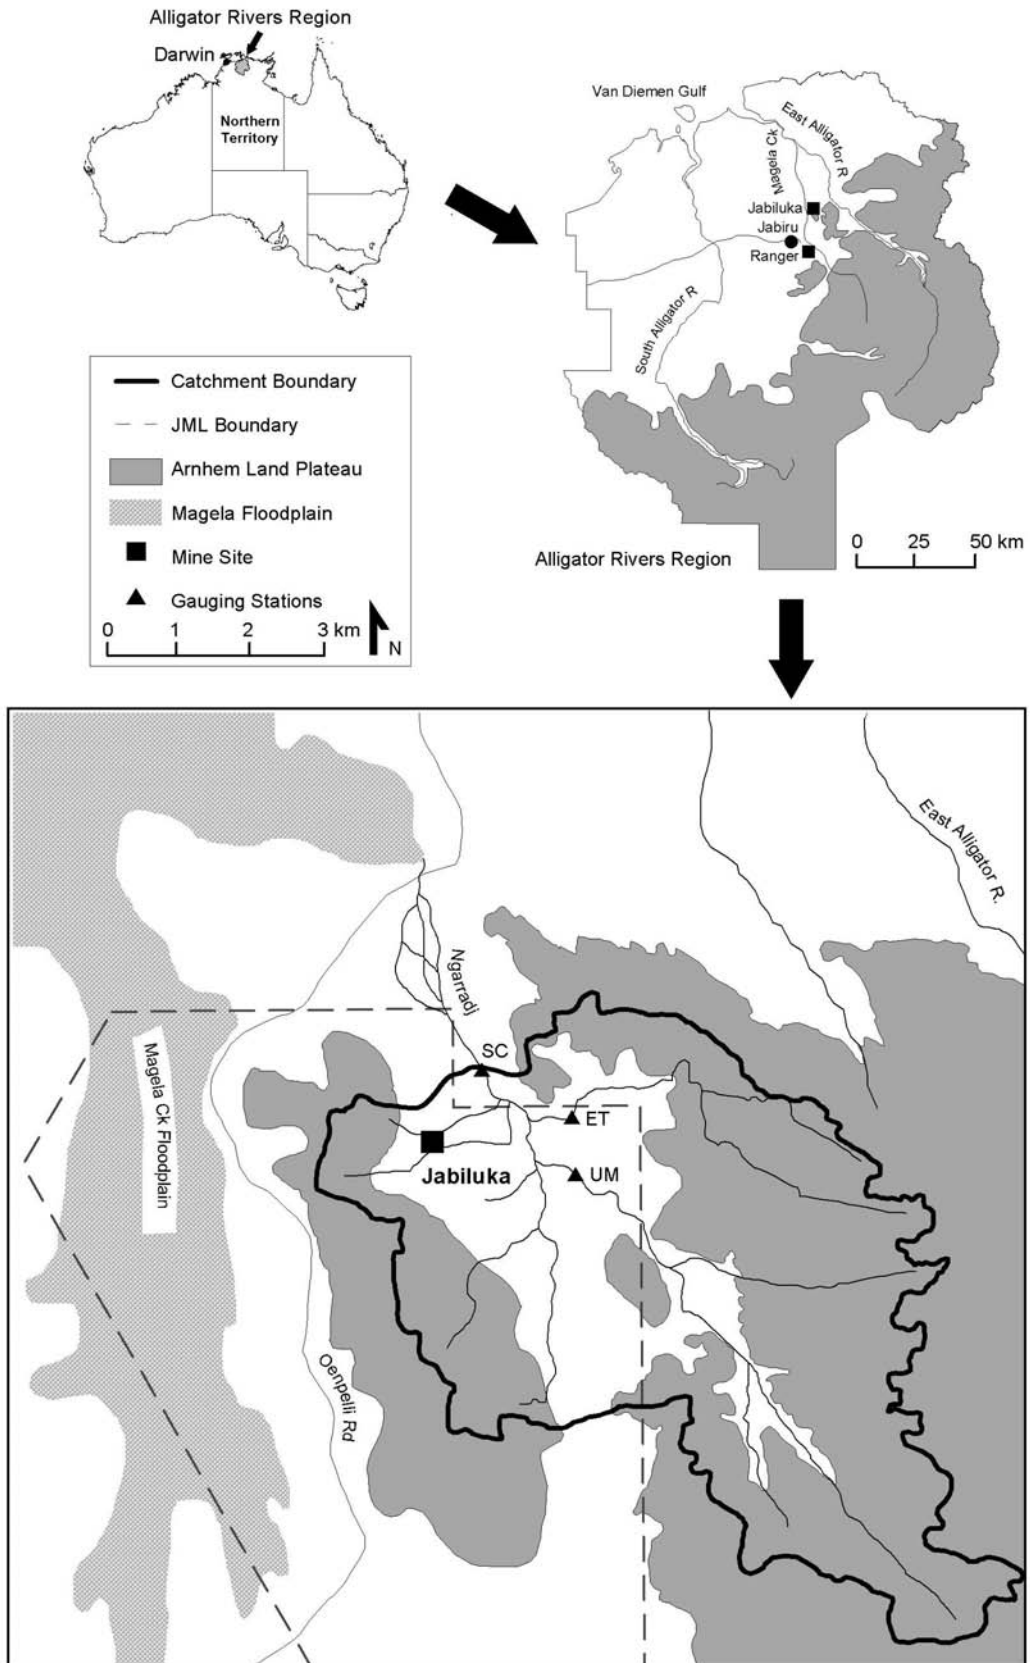 Alligator Rivers Region
Darwin
Northern
Territory
Van Diemen Gulf
East Alligator R
Magela Ck
Jabiluka
Jabiru
Ranger
South Alligator R
Alligator Rivers Region
0 25 50 km
Catchment Boundary
JML Boundary
Arnhem Land Plateau
Magela Floodplain
Mine Site
Gauging Stations
0 1 2 3 km
N
East Alligator R.
Ngarradj
SC
Magela Ck Floodplain
ET
Jabiluka
UM
Oenpelli Rd